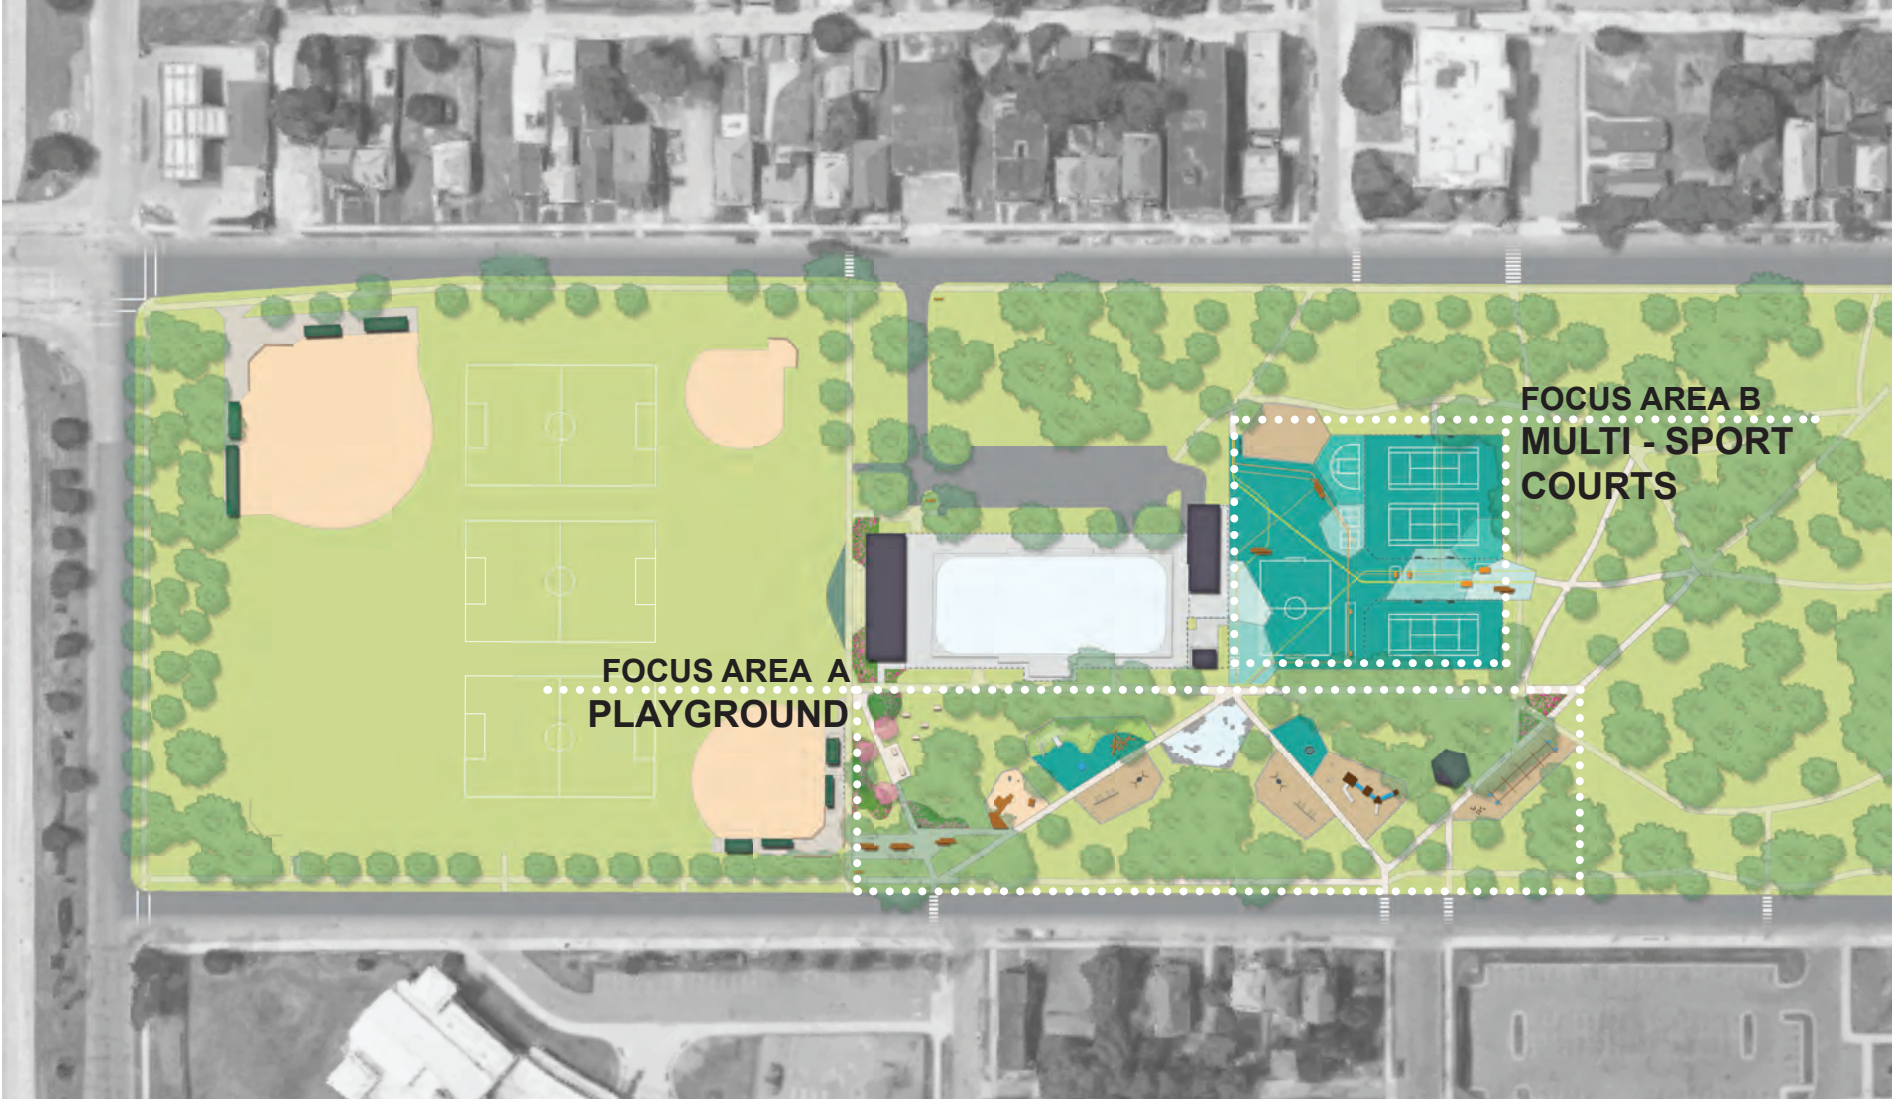 FOCUS AREA B
MULTI - SPORT
COURTS
FOCUS AREA  A
PLAYGROUND